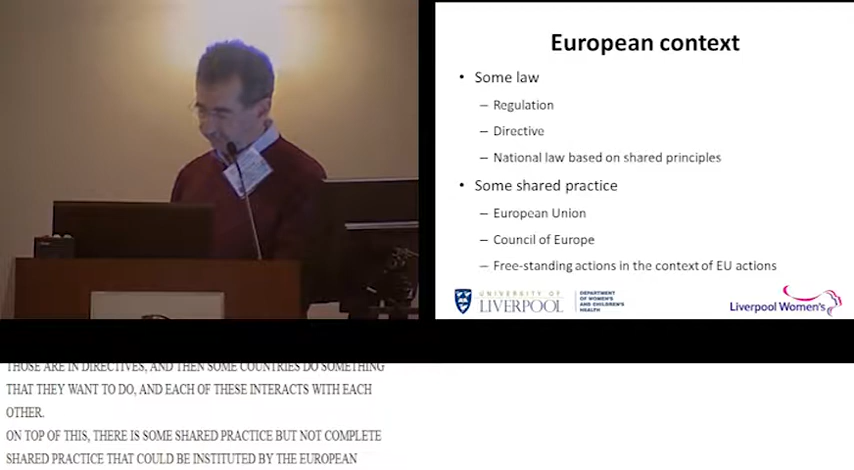 European context
• Some law
– Regulation
– Directive
– National law based on shared principles
• Some shared practice
– European Union
– Council of Europe
– Free-standing actions in the context of EU actions
UNIVERSITY OF
LIVERPOOL
DEPARTMENT
OF WOMEN'S
AND CHILDREN'S
HEALTH
Liverpool Women's
THOSE ARE IN DIRECTIVES, AND THEN SOME COUNTRIES DO SOMETHING
THAT THEY WANT TO DO, AND EACH OF THESE INTERACTS WITH EACH
OTHER.
ON TOP OF THIS, THERE IS SOME SHARED PRACTICE BUT NOT COMPLETE
SHARED PRACTICE THAT COULD BE INSTITUTED BY THE EUROPEAN